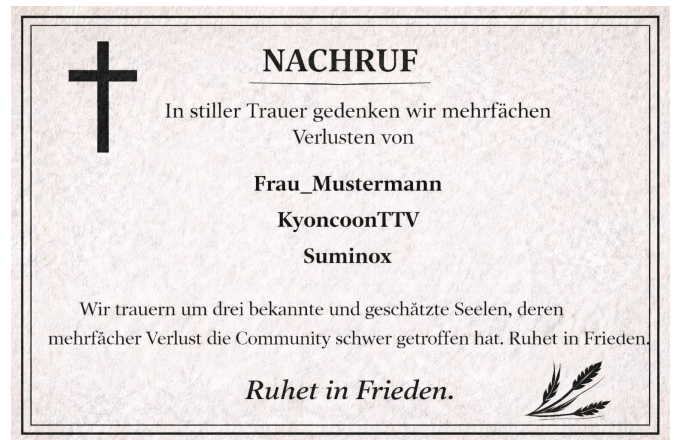 NACHRUF
In stiller Trauer gedenken wir mehrfächen
Verlusten von
Frau_Mustermann
KyoncoonTTV
Suminox
Wir trauern um drei bekannte und geschätzte Seelen, deren
mehrfächer Verlust die Community schwer getroffen hat. Ruhet in Frieden.
Ruhet in Frieden.